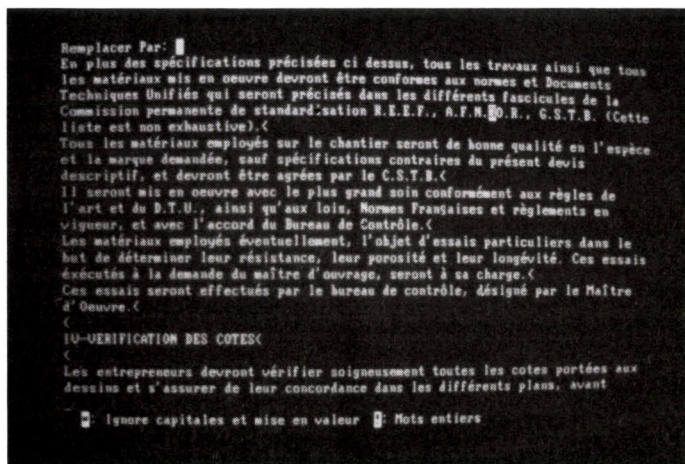 Remplacer Par:
En plus des spécifications précisées ci dessus, tous les travaux ainsi que tous
les matériaux mis en oeuvre devront être conformes aux normes et Documents
Techniques Unifiés qui seront précisés dans les différents fascicules de la
Commission permanente de standardisation R.E.E.F., A.F.N.O.R., G.S.T.B. (Cette
liste est non exhaustive).<
Tous les matériaux employés sur le chantier seront de bonne qualité en l'espèce
et la marque demandée, sauf spécifications contraires du présent devis
descriptif, et devront être agrées par le C.S.T.B.<
Il seront mis en oeuvre avec le plus grand soin conformément aux règles de
l'art et du D.T.U., ainsi qu'aux lois, Normes Françaises et règlements en
vigueur, et avec l'accord du Bureau de Contrôle.<
Les matériaux employés éventuellement, l'objet d'essais particuliers dans le
but de déterminer leur résistance, leur porosité et leur longévité. Ces essais
éxécutés à la demande du maître d'ouvrage, seront à sa charge.<
Ces essais seront effectués par le bureau de contrôle, désigné par le Maître
d'Oeuvre.<
<
IV-VERIFICATION DES COTES<
<
Les entrepreneurs devront vérifier soigneusement toutes les cotes portées aux
dessins et s'assurer de leur concordance dans les différents plans, avant
: Ignore capitales et mise en valeur : Mots entiers